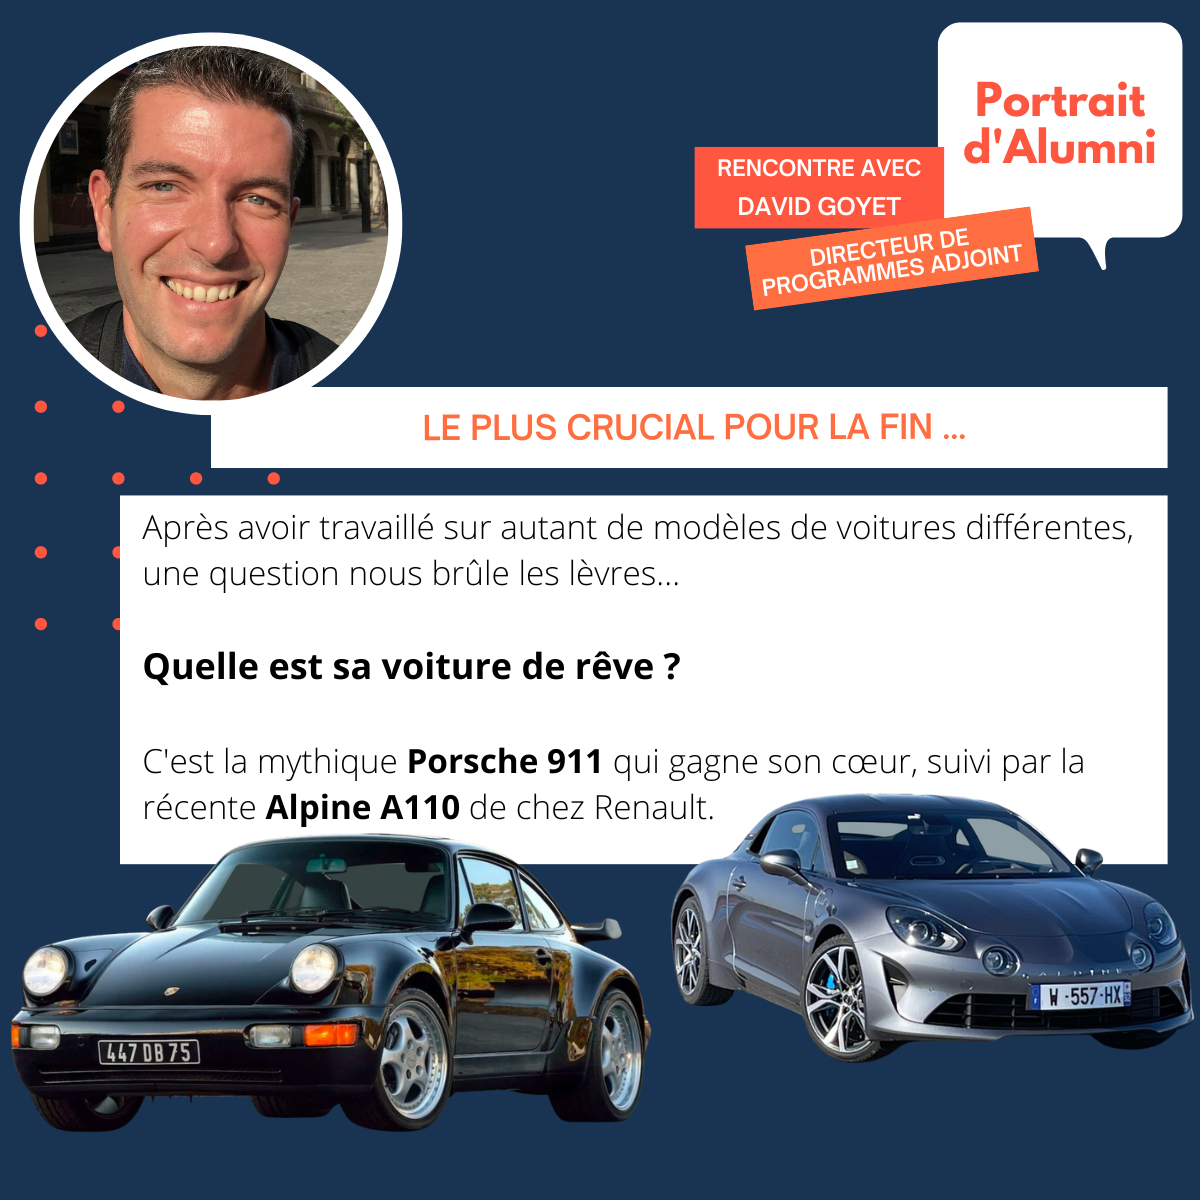 Portrait
d'Alumni
RENCONTRE AVEC
DAVID GOYET
DIRECTEUR DE
PROGRAMMES ADJOINT
LE PLUS CRUCIAL POUR LA FIN ...
Après avoir travaillé sur autant de modèles de voitures différentes,
une question nous brûle les lèvres...
Quelle est sa voiture de rêve ?
C'est la mythique Porsche 911 qui gagne son cœur, suivi par la
récente Alpine A110 de chez Renault.
ALPINE
W-557-HX
447 DB 75